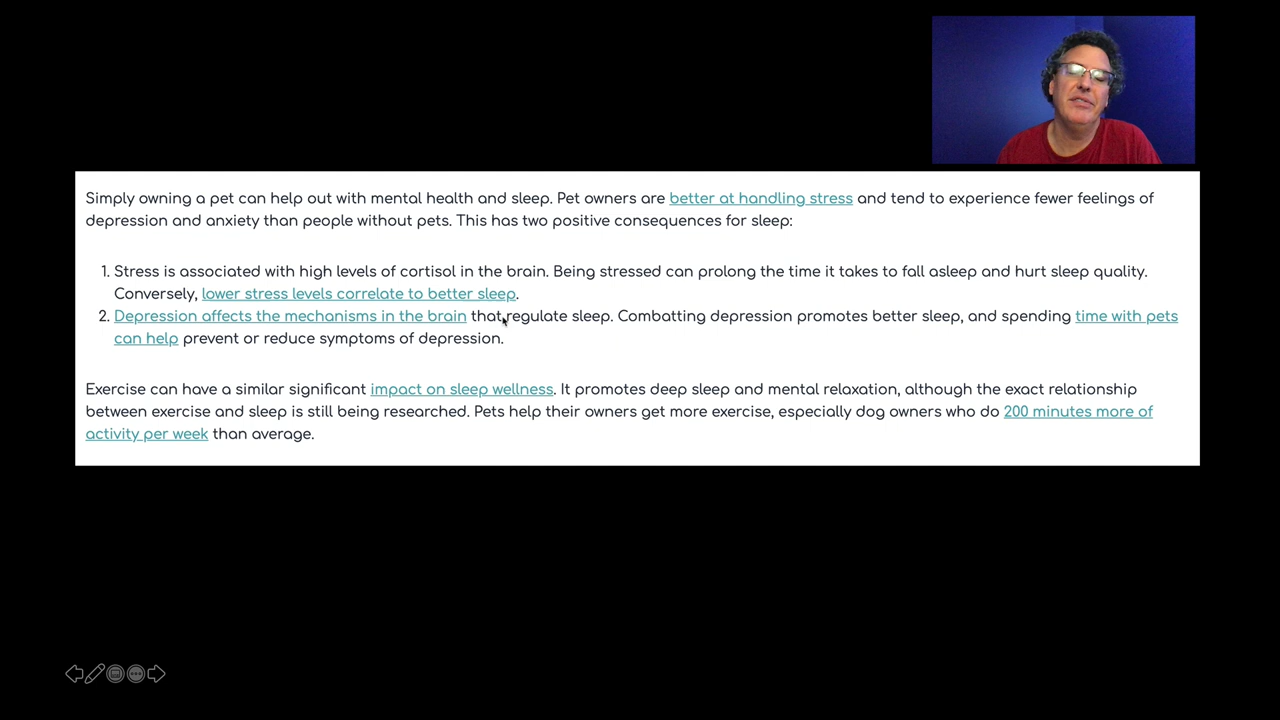 Simply owning a pet can help out with mental health and sleep. Pet owners are better at handling stress and tend to experience fewer feelings of
depression and anxiety than people without pets. This has two positive consequences for sleep:
1. Stress is associated with high levels of cortisol in the brain. Being stressed can prolong the time it takes to fall asleep and hurt sleep quality.
Conversely, lower stress levels correlate to better sleep.
2. Depression affects the mechanisms in the brain that regulate sleep. Combatting depression promotes better sleep, and spending time with pets
can help prevent or reduce symptoms of depression.
Exercise can have a similar significant impact on sleep wellness. It promotes deep sleep and mental relaxation, although the exact relationship
between exercise and sleep is still being researched. Pets help their owners get more exercise, especially dog owners who do 200 minutes more of
activity per week than average.